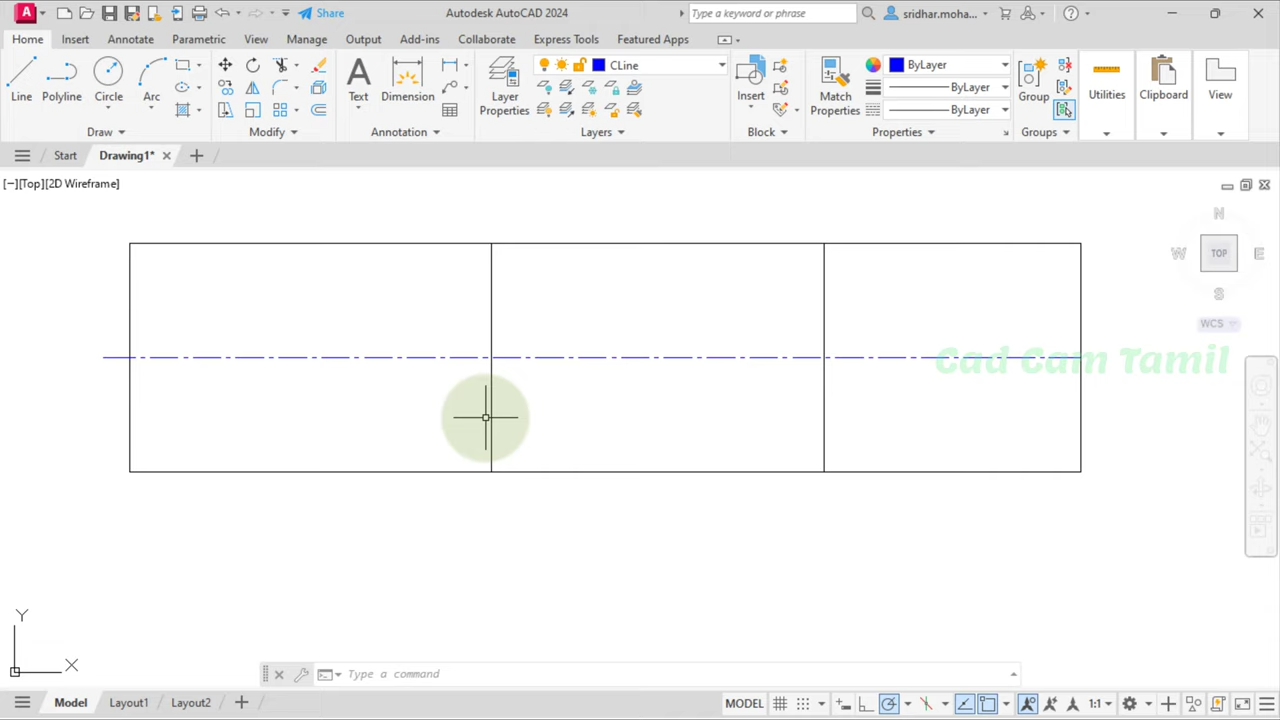 A Share Autodesk AutoCAD 2024 Type a keyword or phrase sridhar.moha...
Home Insert Annotate Parametric View Manage Output Add-ins Collaborate Express Tools Featured Apps
CLine ByLayer
ByLayer
ByLayer
Line Polyline Circle Arc Text Dimension Layer Properties Insert Match Properties Group Utilities Clipboard View
Draw Modify Annotation Layers Block Properties Groups
Start Drawing1*
[−][Top][2D Wireframe]
N
W TOP E
S
WCS
Cad Cam Tamil
Y
X
Type a command
Model Layout1 Layout2 MODEL 1:1